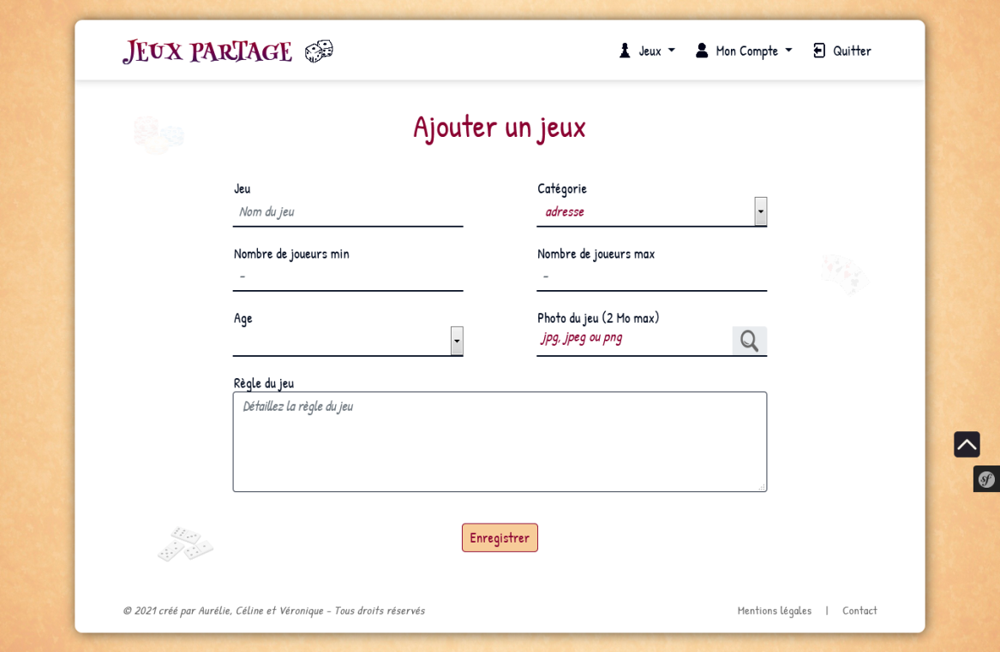 JEUX PARTAGE
Jeux
Mon Compte
Quitter
Ajouter un jeux
Jeu
Catégorie
Nom du jeu
adresse
Nombre de joueurs min
Nombre de joueurs max
-
-
Age
Photo du jeu (2 Mo max)
jpg, jpeg ou png
Règle du jeu
Détaillez la règle du jeu
sf
Enregistrer
© 2021 créé par Aurélie, Céline et Véronique - Tous droits réservés
Mentions légales | Contact